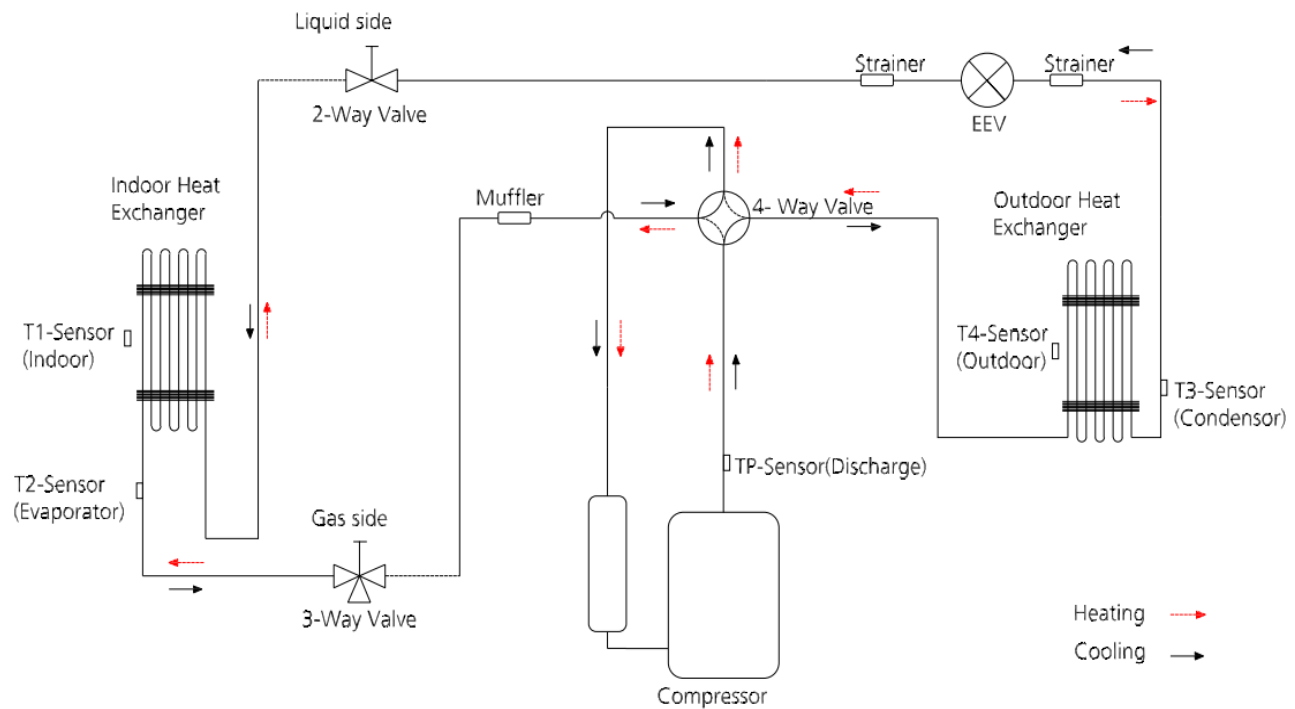 Liquid side
2-Way Valve
Strainer
EEV
Strainer
Indoor Heat
Exchanger
Muffler
4- Way Valve
Outdoor Heat
Exchanger
T1-Sensor
(Indoor)
T4-Sensor
(Outdoor)
T3-Sensor
(Condensor)
T2-Sensor
(Evaporator)
TP-Sensor(Discharge)
Gas side
3-Way Valve
Compressor
Heating
Cooling